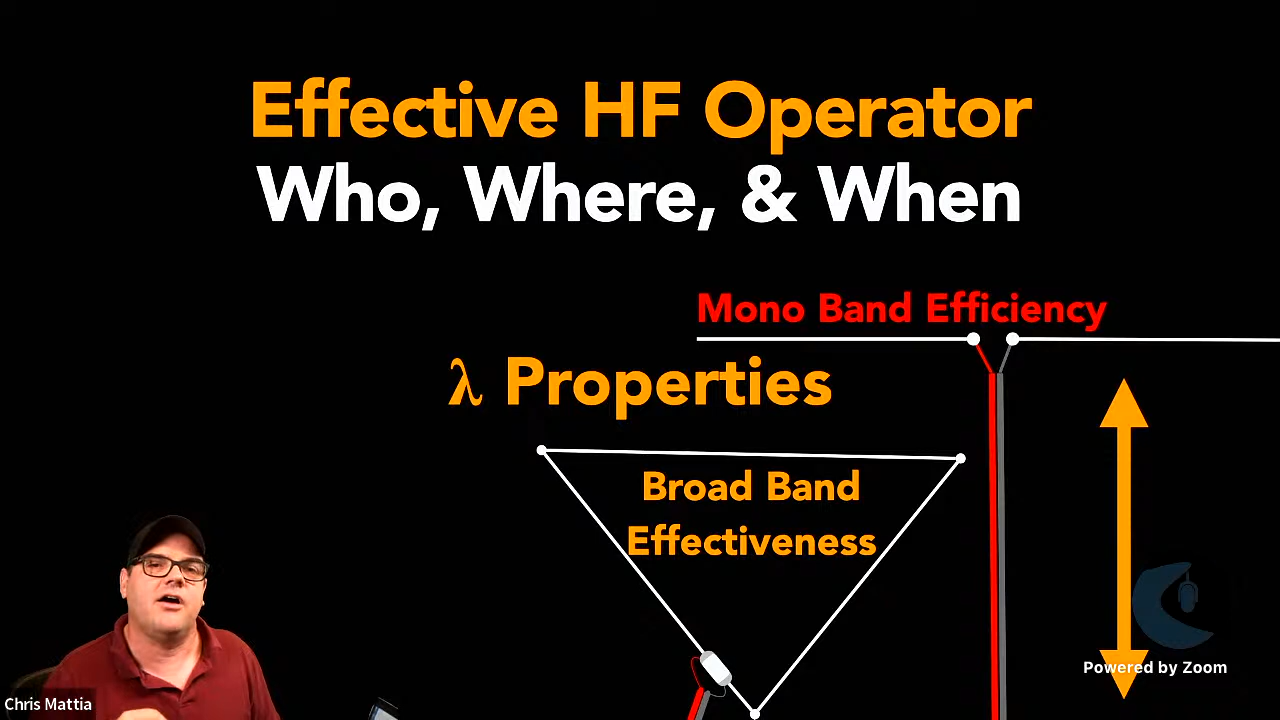 Effective HF Operator
Who, Where, & When
Mono Band Efficiency
λ Properties
Broad Band
Effectiveness
Powered by Zoom
Chris Mattia